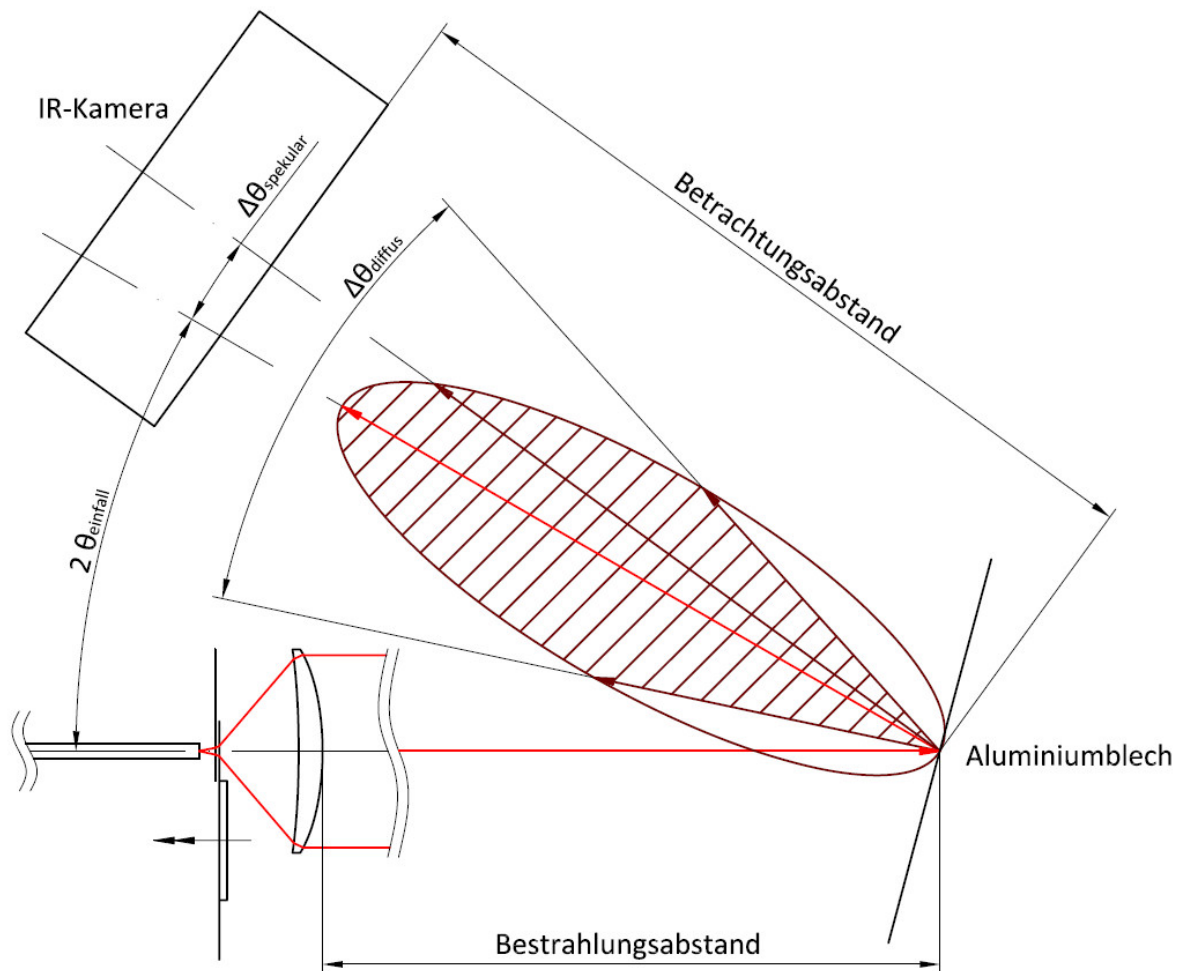 IR-Kamera
Δθspekular
Δθdiffus
Betrachtungsabstand
2 θeinfall
Aluminiumblech
Bestrahlungsabstand